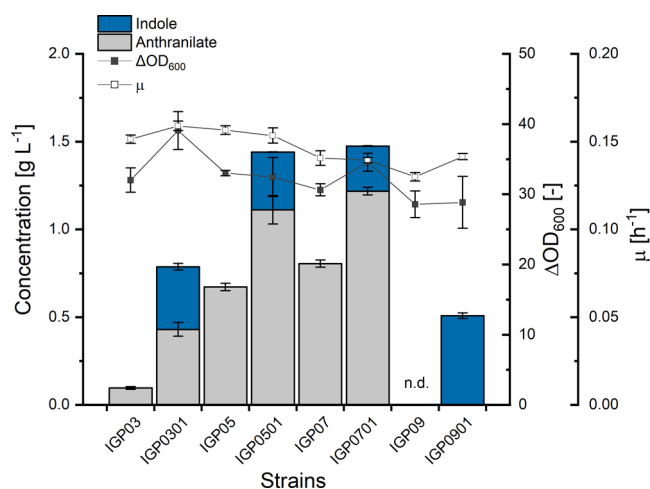 Indole
Anthranilate
ΔOD600
μ
2.0
1.5
1.0
0.5
0.0
Concentration [g L-1]
50
40
30
20
10
0
ΔOD600 [-]
0.20
0.15
0.10
0.05
0.00
μ [h-1]
n.d.
IGP03
IGP0301
IGP05
IGP0501
IGP07
IGP0701
IGP09
IGP0901
Strains